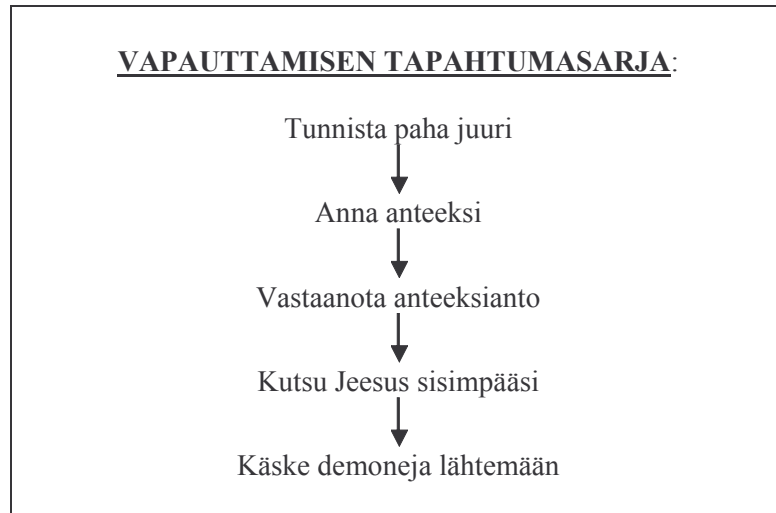 VAPAUTTAMISEN TAPAHTUMASARJA:
Tunnista paha juuri
Anna anteeksi
Vastaanota anteeksianto
Kutsu Jeesus sisimpääsi
Käske demoneja lähtemään